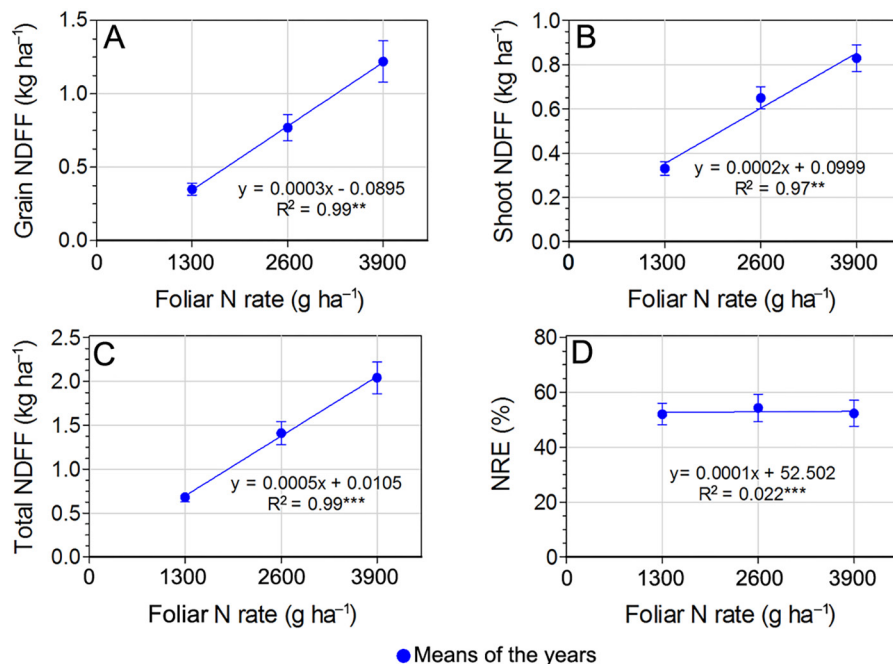 A
Grain NDFF (kg ha⁻¹)
1.5
1.0
0.5
0.0
y = 0.0003x - 0.0895
R² = 0.99**
0
1300
2600
3900
Foliar N rate (g ha⁻¹)
B
Shoot NDFF (kg ha⁻¹)
1.0
0.8
0.6
0.4
0.2
0.0
y = 0.0002x + 0.0999
R² = 0.97**
0
1300
2600
3900
Foliar N rate (g ha⁻¹)
C
Total NDFF (kg ha⁻¹)
2.5
2.0
1.5
1.0
0.5
0.0
y = 0.0005x + 0.0105
R² = 0.99***
0
1300
2600
3900
Foliar N rate (g ha⁻¹)
D
NRE (%)
80
60
40
20
0
y= 0.0001x + 52.502
R² = 0.022***
0
1300
2600
3900
Foliar N rate (g ha⁻¹)
Means of the years